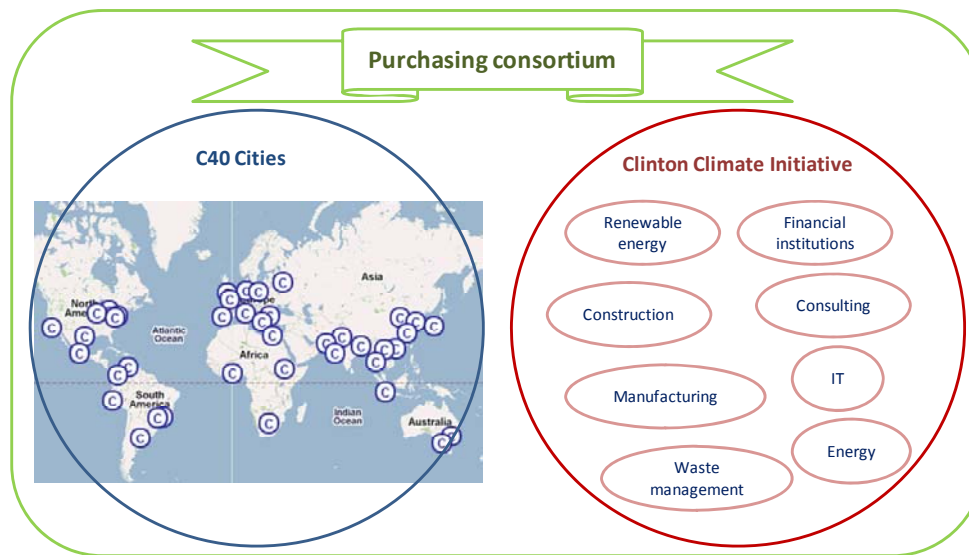 Purchasing consortium
C40 Cities
Clinton Climate Initiative
Renewable
energy
Financial
institutions
Asia
Consulting
Construction
North
Atlantic
Ocean
Africa
IT
South
America
Manufacturing
Indian
Ocean
Australia
Energy
Waste
management